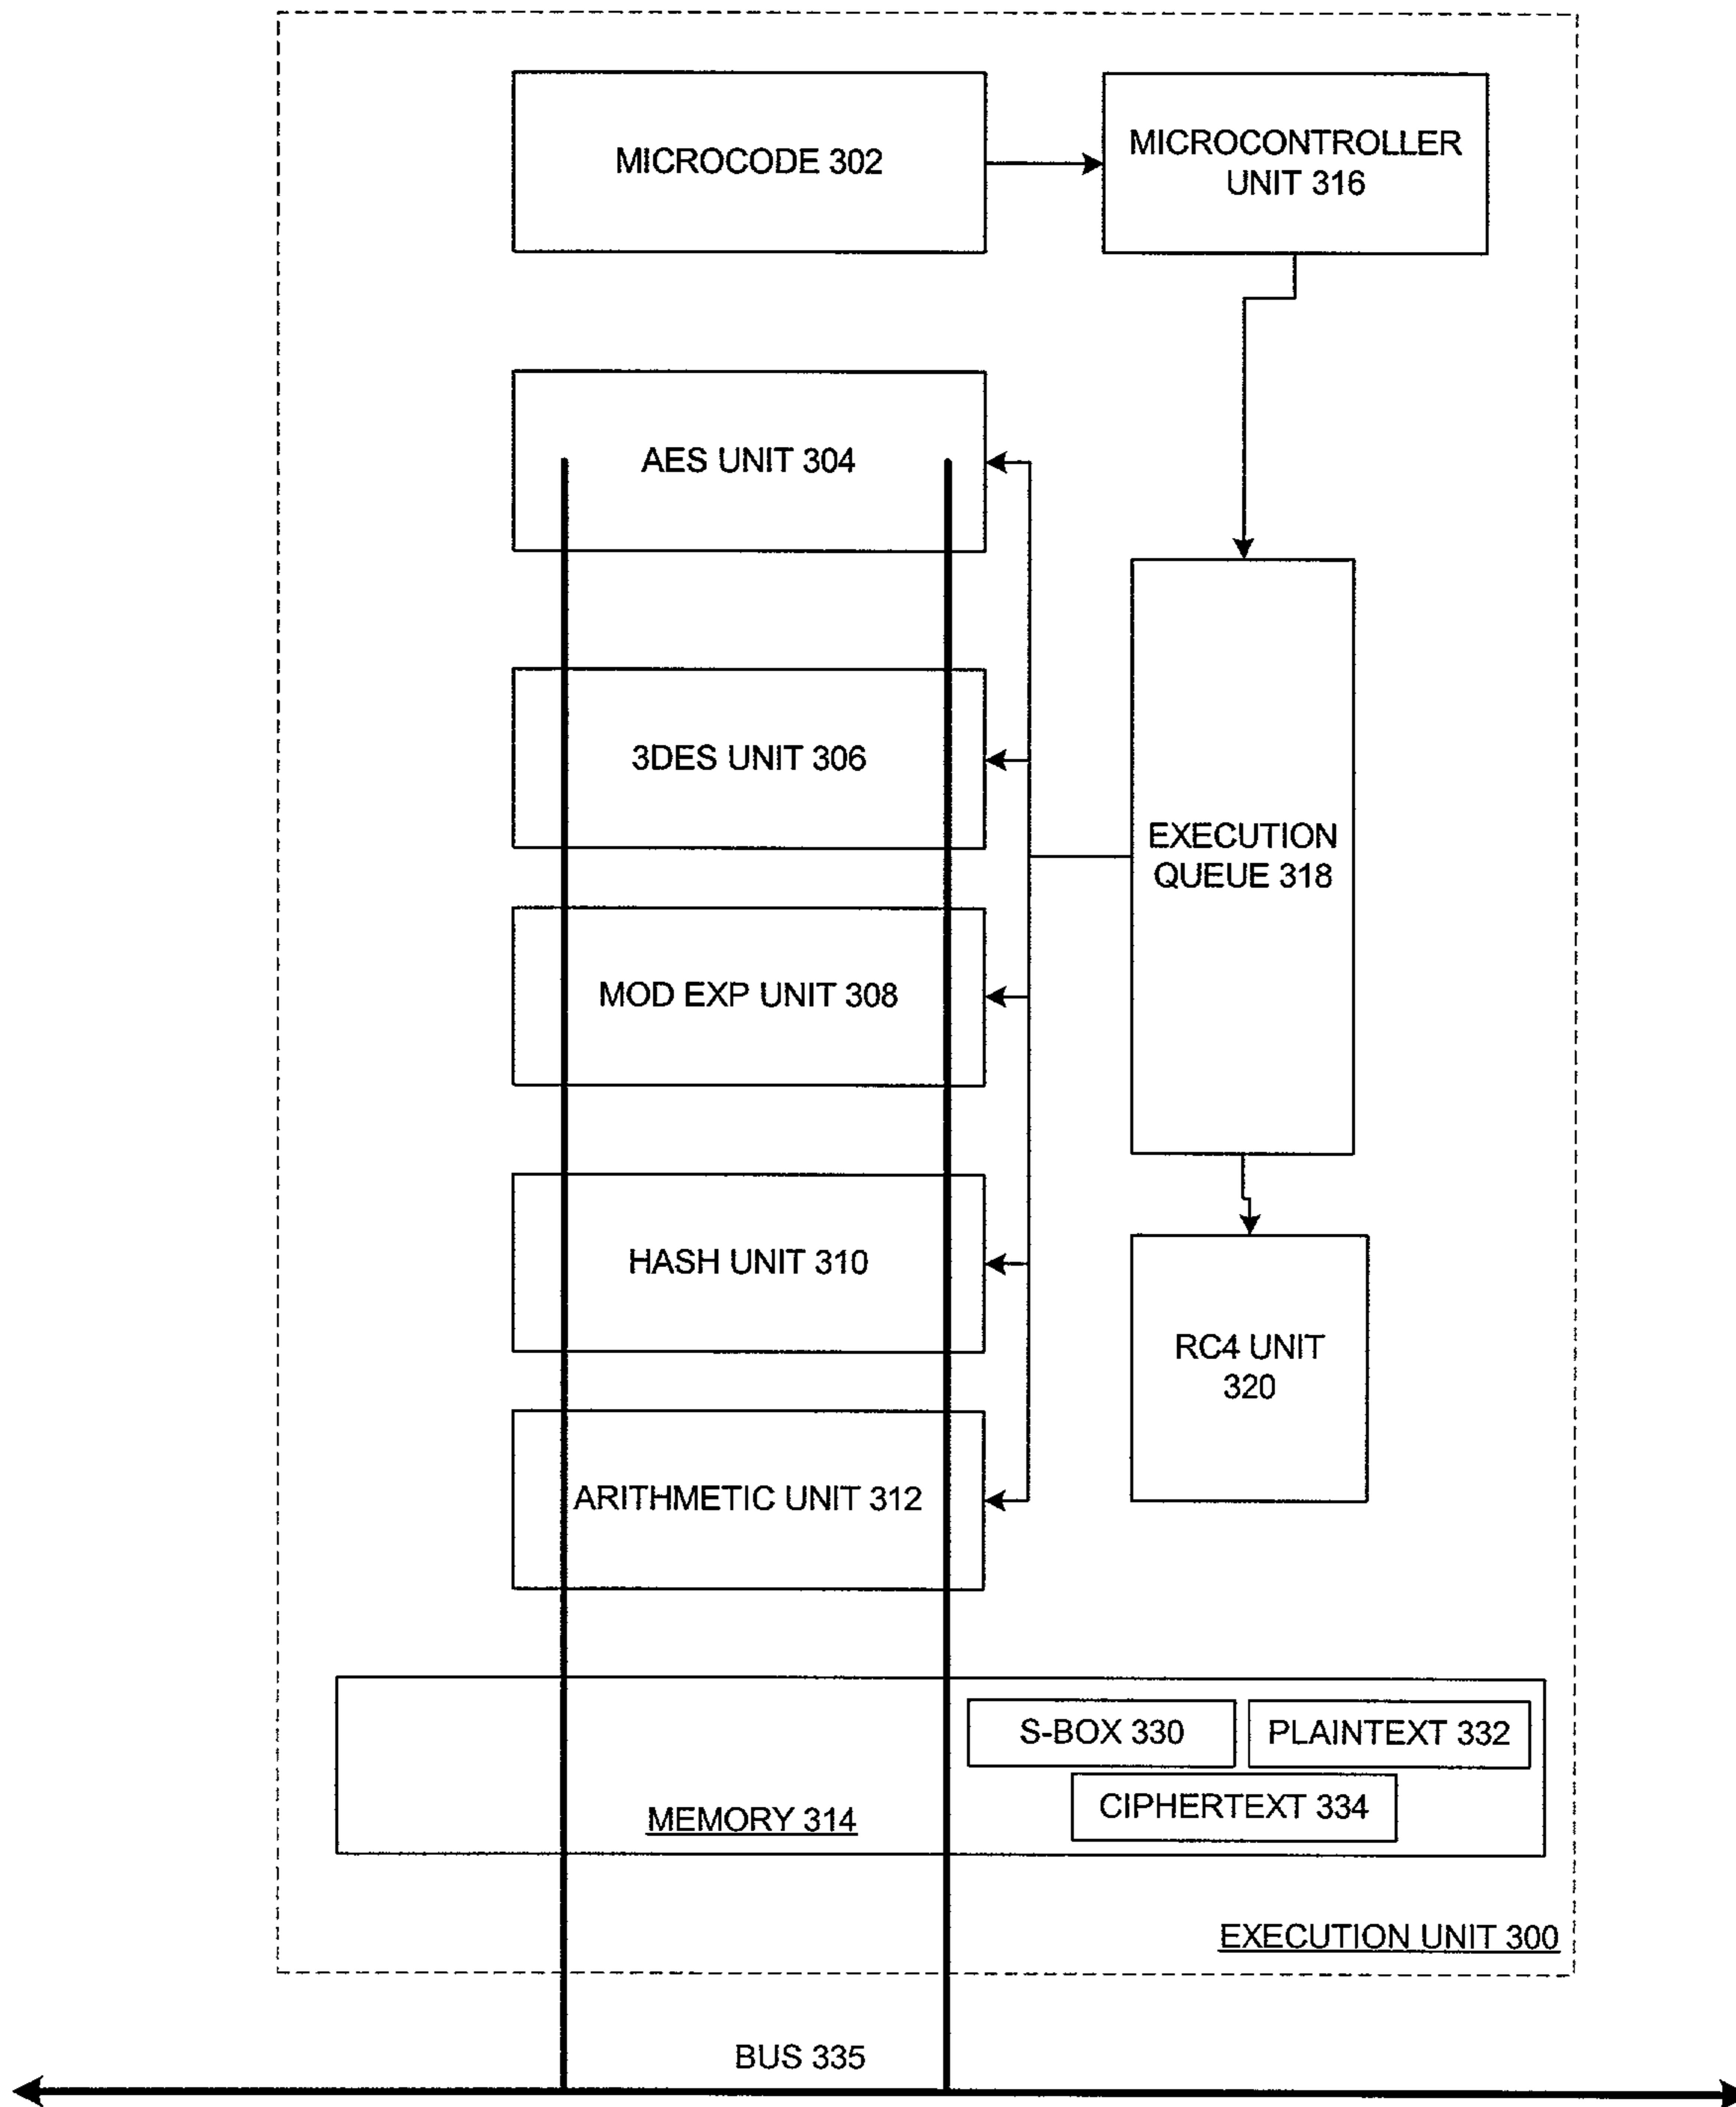 MICROCODE 302
MICROCONTROLLER
UNIT 316
AES UNIT 304
3DES UNIT 306
EXECUTION
QUEUE 318
MOD EXP UNIT 308
HASH UNIT 310
RC4 UNIT
320
ARITHMETIC UNIT 312
S-BOX 330
PLAINTEXT 332
CIPHERTEXT 334
MEMORY 314
EXECUTION UNIT 300
BUS 335